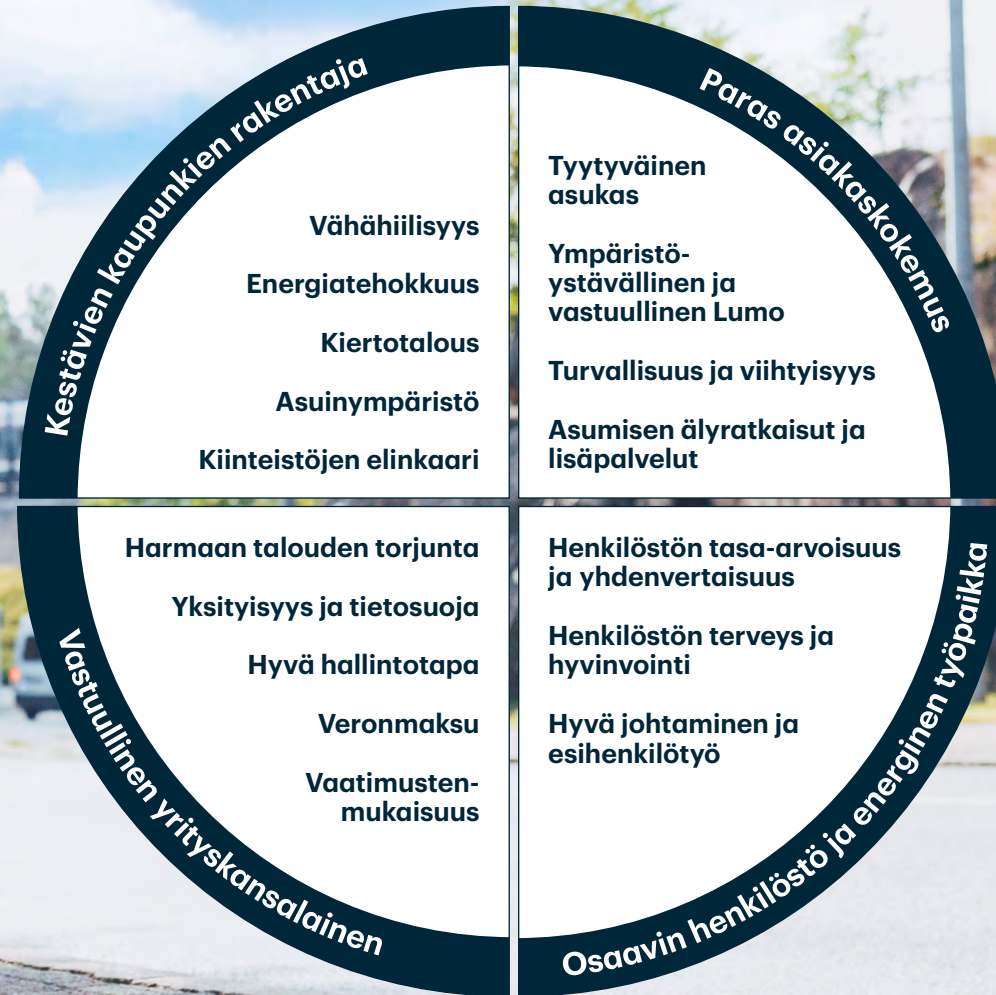 Kestävien kaupunkien rakentaja
Vähähiilisyys
Energiatehokkuus
Kiertotalous
Asuinympäristö
Kiinteistöjen elinkaari
Paras asiakaskokemus
Tyytyväinen
asukas
Ympäristö-
ystävällinen ja
vastuullinen Lumo
Turvallisuus ja viihtyisyys
Asumisen älyratkaisut ja
lisäpalvelut
Vastuullinen yrityskansalainen
Harmaan talouden torjunta
Yksityisyys ja tietosuoja
Hyvä hallintotapa
Veronmaksu
Vaatimusten-
mukaisuus
Osaavin henkilöstö ja energinen työpaikka
Henkilöstön tasa-arvoisuus
ja yhdenvertaisuus
Henkilöstön terveys ja
hyvinvointi
Hyvä johtaminen ja
esihenkilötyö